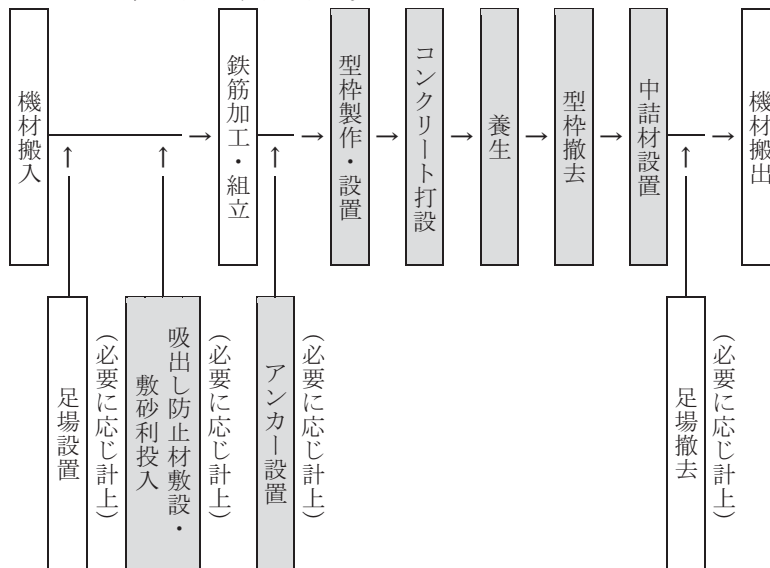 機材搬入
→
鉄筋加工・組立
→
型枠製作・設置
→
コンクリート打設
→
養生
→
型枠撤去
→
中詰材設置
→
機材搬出
↑
↑
↑
↑
足場設置
(必要に応じ計上)
吸出し防止材敷設・
敷砂利投入
(必要に応じ計上)
アンカー設置
(必要に応じ計上)
足場撤去
(必要に応じ計上)